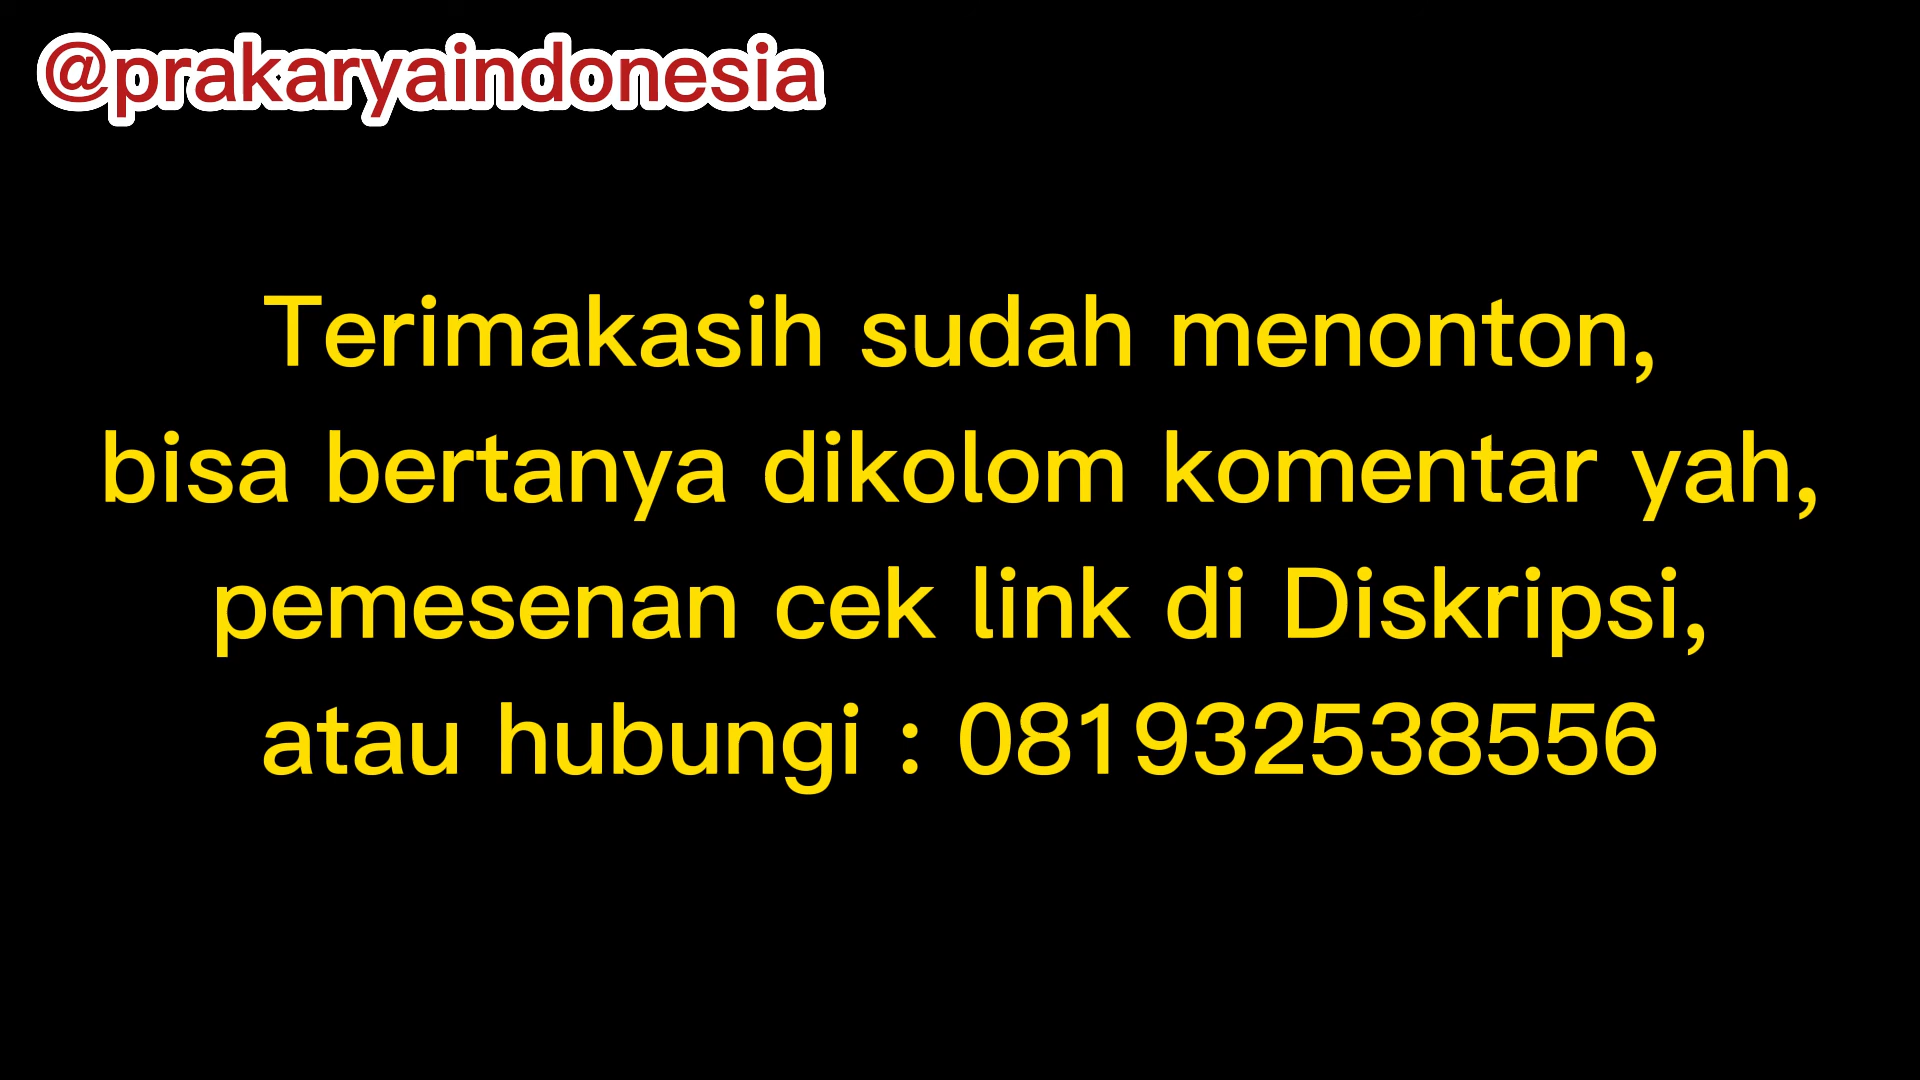 @prakaryaindonesia
Terimakasih sudah menonton,
bisa bertanya dikolom komentar yah,
pemesenan cek link di Diskripsi,
atau hubungi : 081932538556